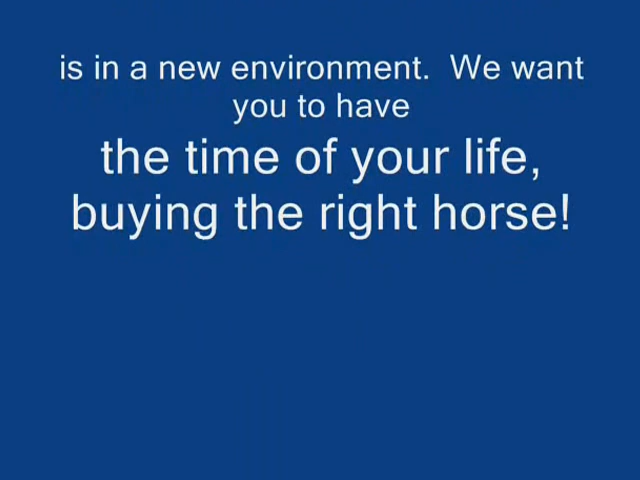 is in a new environment.  We want
you to have
the time of your life,
buying the right horse!